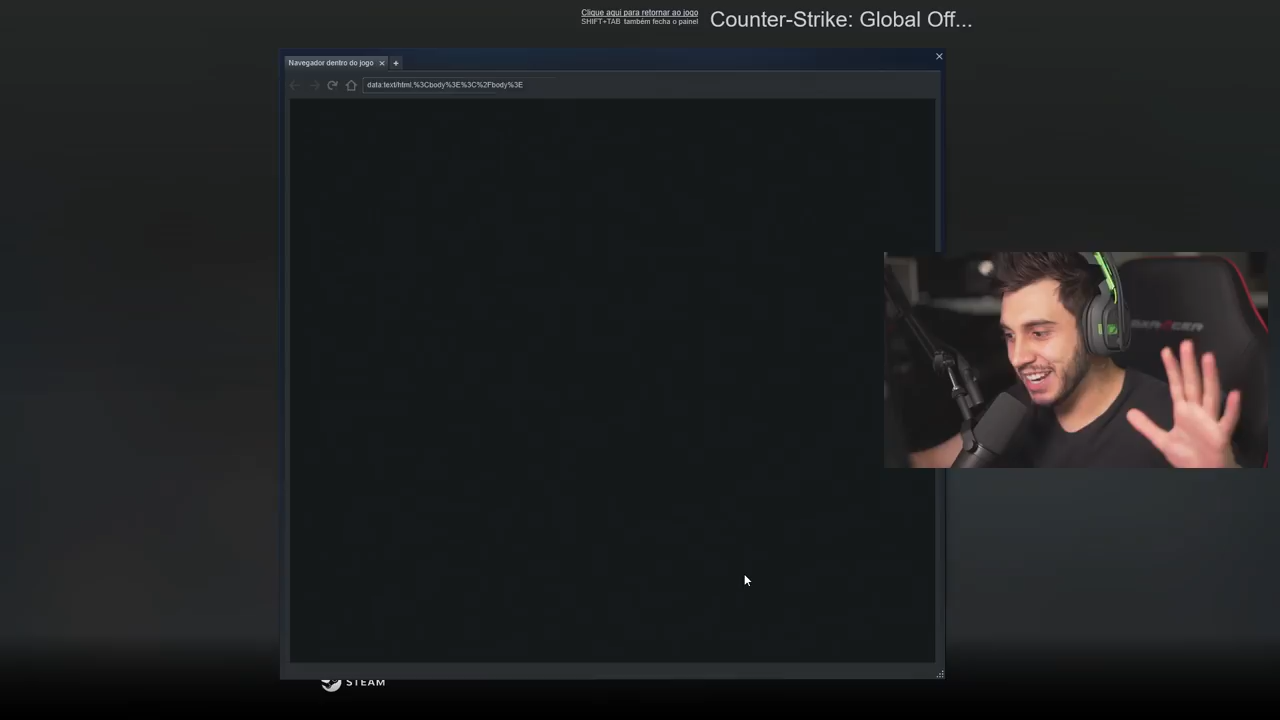 Clique aqui para retornar ao jogo
SHIFT+TAB também fecha o painel
Counter-Strike: Global Off...
Navegador dentro do jogo
data:text/html,%3Cbody%3E%3C%2Fbody%3E
DXRACER
STEAM